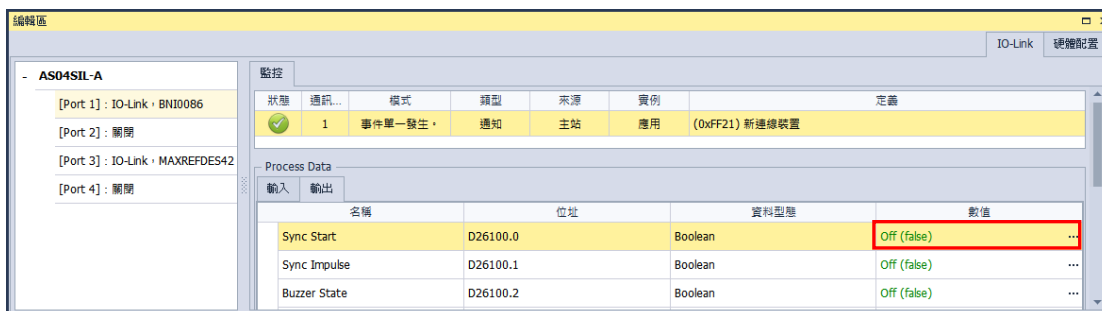 編輯區
IO-Link 硬體配置
- AS04SIL-A
[Port 1]：IO-Link，BNI0086
[Port 2]：關閉
[Port 3]：IO-Link，MAXREFDES42
[Port 4]：關閉
監控
狀態 通訊... 模式 類型 來源 實例 定義
1 事件單一發生。 通知 主站 應用 (0xFF21) 新連線裝置
Process Data
輸入 輸出
名稱 位址 資料型態 數值
Sync Start D26100.0 Boolean Off (false) ...
Sync Impulse D26100.1 Boolean Off (false) ...
Buzzer State D26100.2 Boolean Off (false) ...